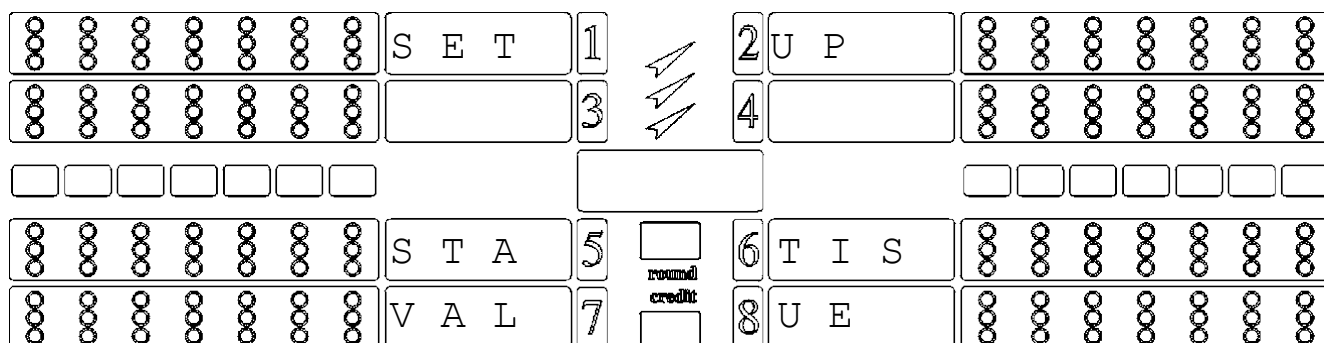 S E T 1 2 U P
3 4
S T A 5 6 T I S
round
credit
V A L 7 8 U E